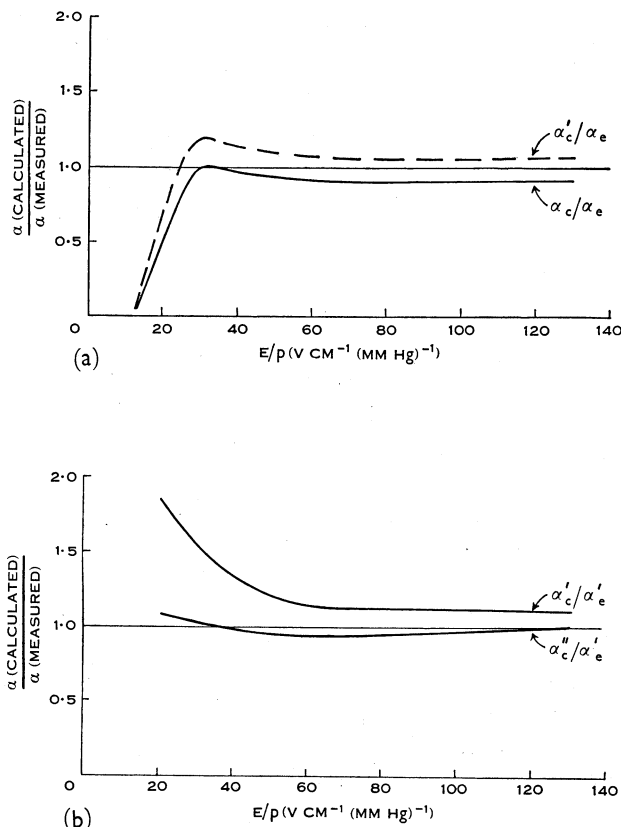 2·0
1·5
1·0
0·5
0
α (CALCULATED)
α (MEASURED)
α'c/αe
αc/αe
20 40 60 80 100 120 140
E/p (V CM⁻¹ (MM Hg)⁻¹)
(a)
2·0
1·5
1·0
0·5
0
α (CALCULATED)
α (MEASURED)
α'c/α'e
α''c/α'e
20 40 60 80 100 120 140
E/p (V CM⁻¹ (MM Hg)⁻¹)
(b)